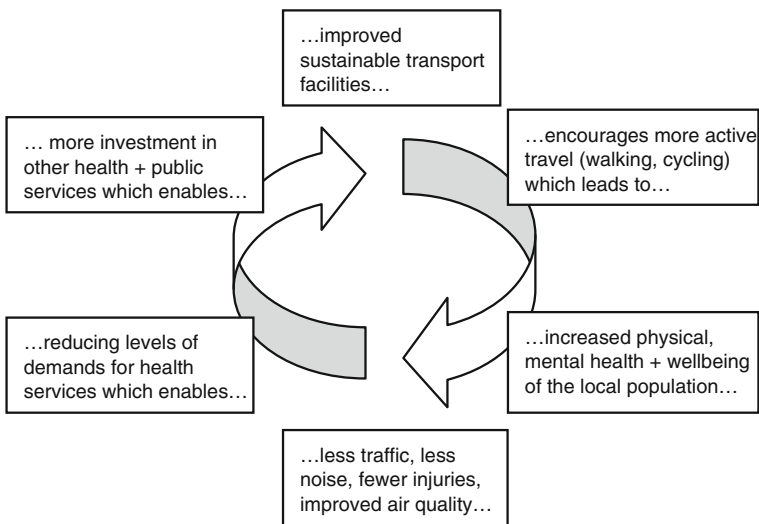 …improved
sustainable transport
facilities…
…encourages more active
travel (walking, cycling)
which leads to…
…increased physical,
mental health + wellbeing
of the local population…
…less traffic, less
noise, fewer injuries,
improved air quality…
…reducing levels of
demands for health
services which enables…
… more investment in
other health + public
services which enables…